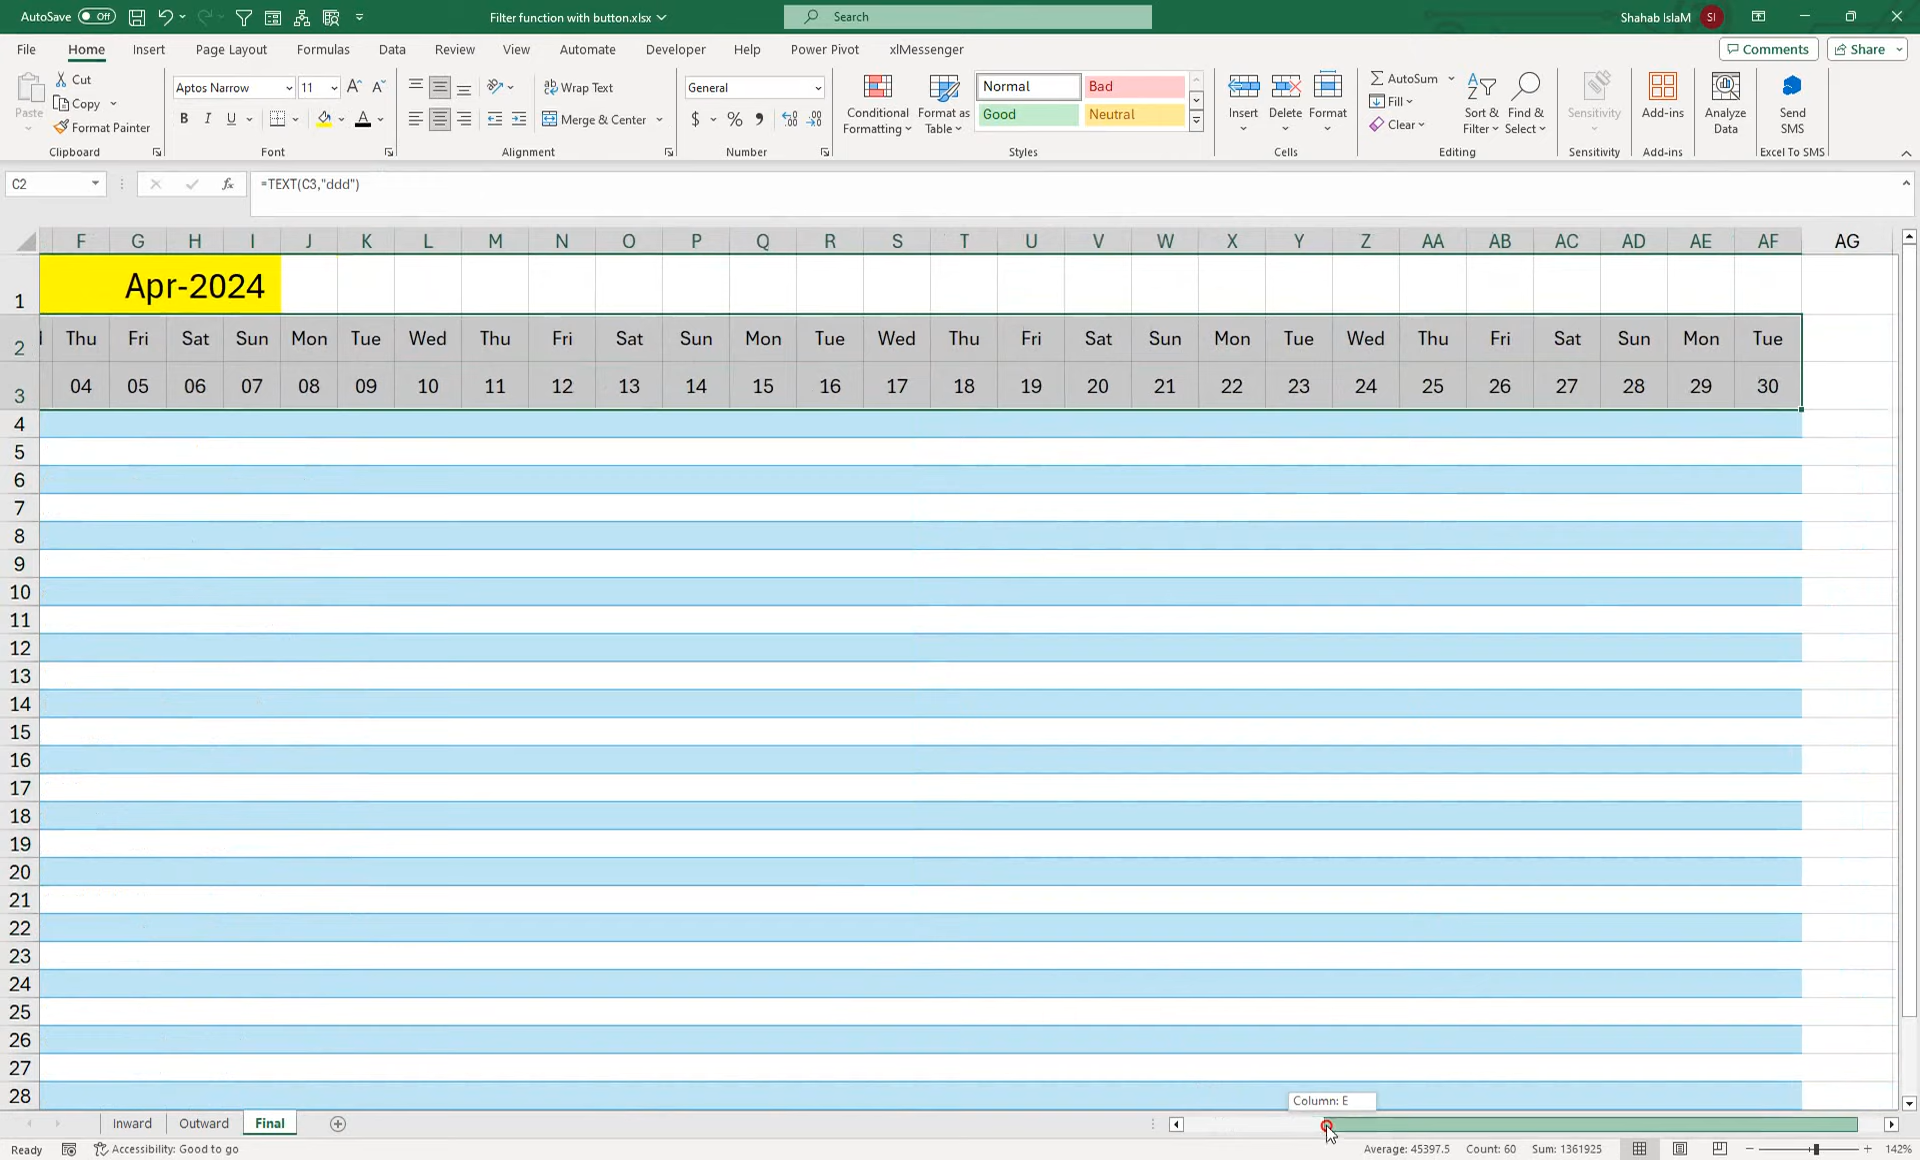 AutoSave Off Filter function with button.xlsx Search Shahab IslaM SI
File Home Insert Page Layout Formulas Data Review View Automate Developer Help Power Pivot xlMessenger Comments Share
Paste Cut Copy Format Painter Clipboard
Aptos Narrow 11 A A B I U A Font
ab Wrap Text Merge & Center Alignment
General $ % 9 Number
Conditional Formatting Format as Table Normal Bad Good Neutral Styles
Insert Delete Format Cells
AutoSum Fill Clear Sort & Filter Find & Select Editing
Sensitivity Sensitivity
Add-ins Add-ins
Analyze Data
Send SMS Excel To SMS
C2 fx =TEXT(C3,"ddd")
F G H I J K L M N O P Q R S T U V W X Y Z AA AB AC AD AE AF AG
1 Apr-2024
2 Thu Fri Sat Sun Mon Tue Wed Thu Fri Sat Sun Mon Tue Wed Thu Fri Sat Sun Mon Tue Wed Thu Fri Sat Sun Mon Tue
3 04 05 06 07 08 09 10 11 12 13 14 15 16 17 18 19 20 21 22 23 24 25 26 27 28 29 30
4
5
6
7
8
9
10
11
12
13
14
15
16
17
18
19
20
21
22
23
24
25
26
27
28
Column: E
Inward Outward Final
Ready Accessibility: Good to go Average: 45397.5 Count: 60 Sum: 1361925 142%